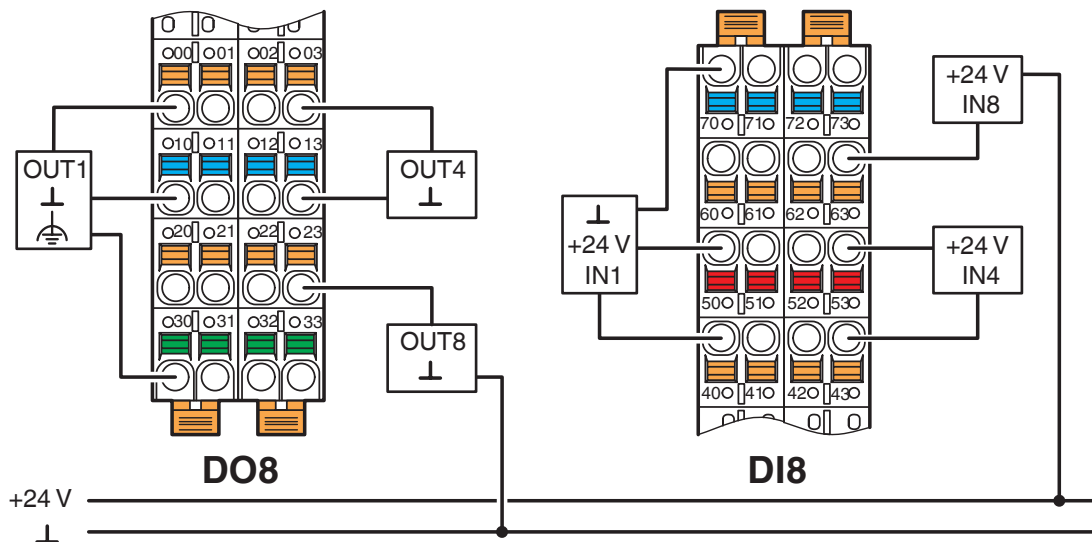 00 01 02 03
OUT1
10 11 12 13
OUT4
20 21 22 23
30 31 32 33
OUT8
DO8
+24 V
IN8
70 71 72 73
60 61 62 63
+24 V
IN1
+24 V
IN4
50 51 52 53
40 41 42 43
DI8
+24 V